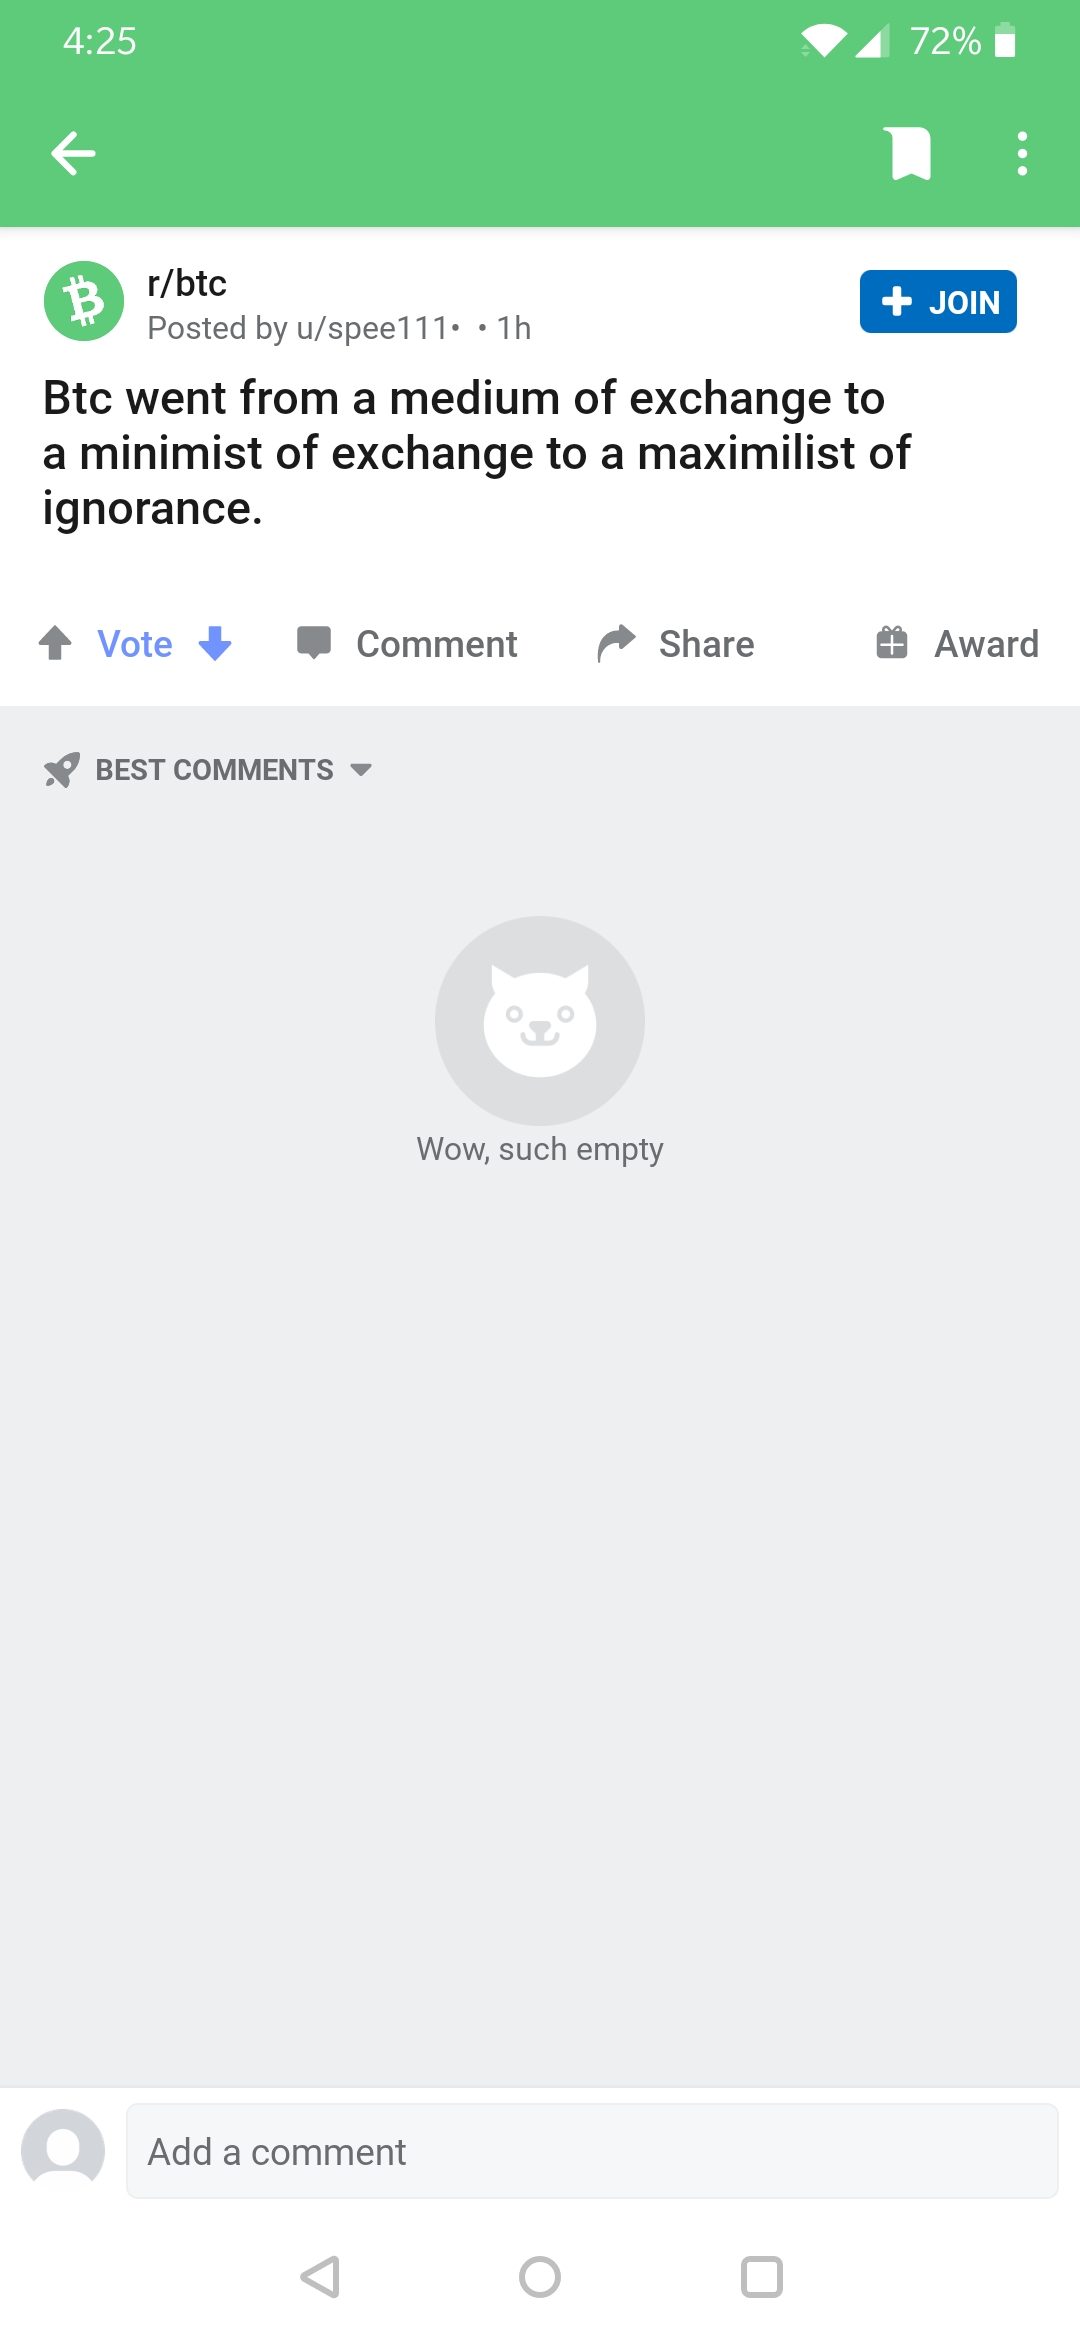 4:25
72%
r/btc
JOIN
Posted by u/spee111• • 1h
Btc went from a medium of exchange to
a minimist of exchange to a maximilist of
ignorance.
Vote Comment Share Award
BEST COMMENTS
Wow, such empty
Add a comment